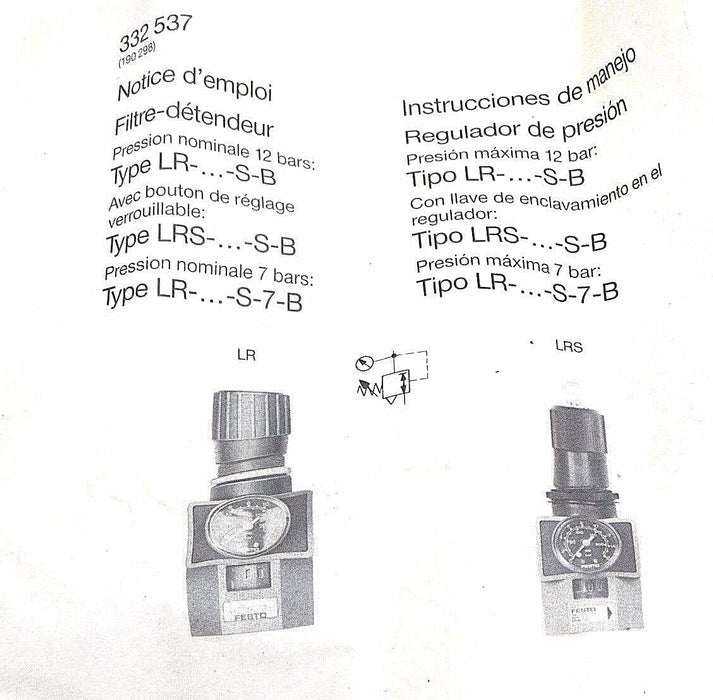 332 537
(190 298)
Notice d'emploi
Filtre-détendeur
Pression nominale 12 bars:
Type LR-...-S-B
Avec bouton de réglage
verrouillable:
Type LRS-...-S-B
Pression nominale 7 bars:
Type LR-...-S-7-B
Instrucciones de manejo
Regulador de presión
Presión máxima 12 bar:
Tipo LR-...-S-B
Con llave de enclavamiento en el
regulador:
Tipo LRS-...-S-B
Presión máxima 7 bar:
Tipo LR-...-S-7-B
LR
LRS
FESTO
FESTO
FESTO